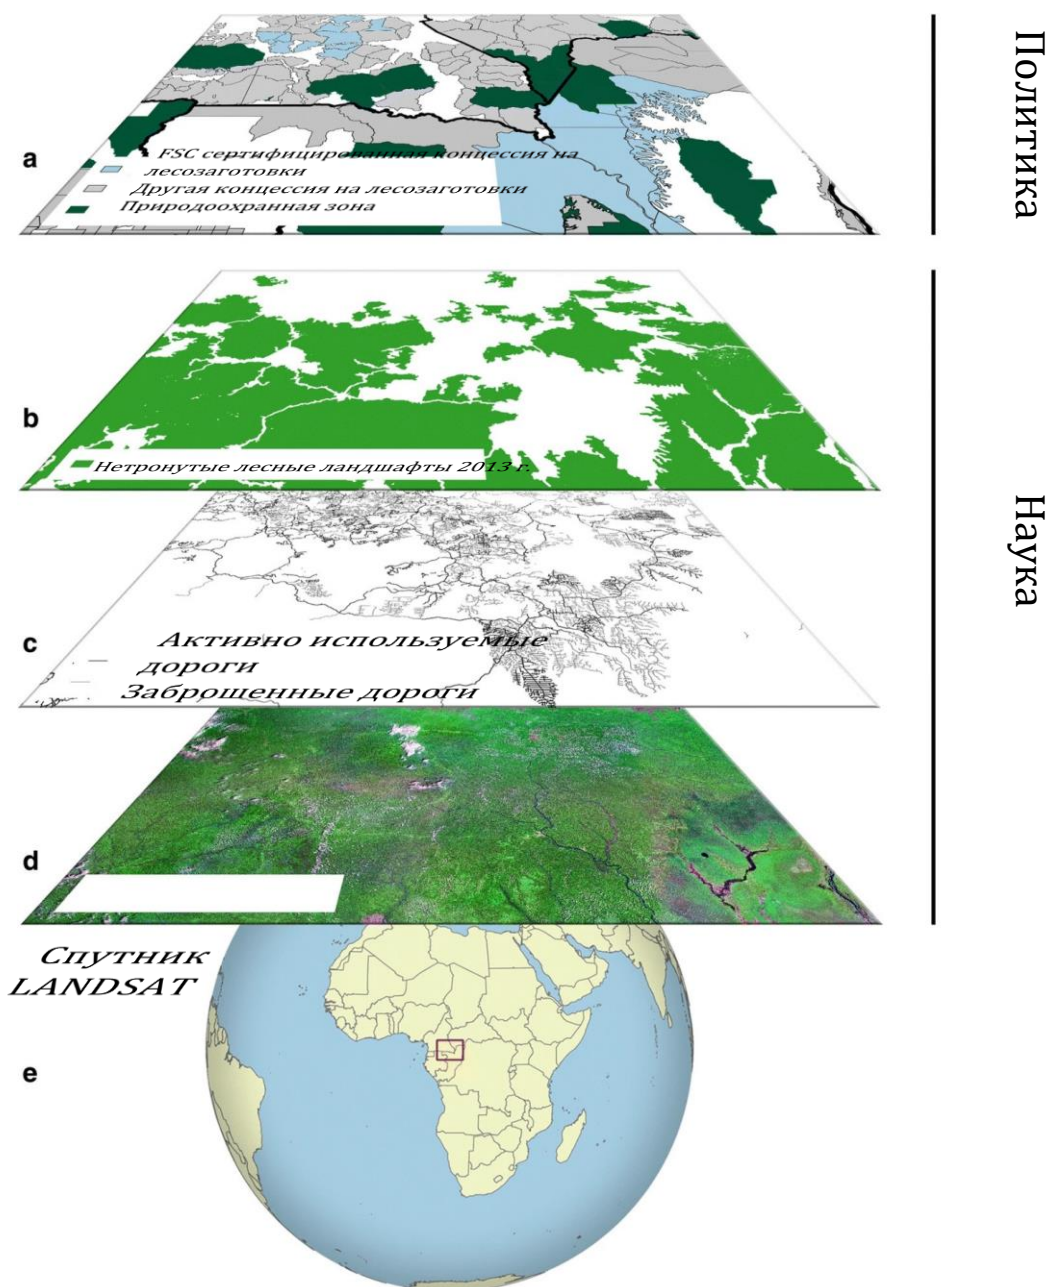 Политика
a
FSC сертифицированная концессия на
лесозаготовки
Другая концессия на лесозаготовки
Природоохранная зона
b
Нетронутые лесные ландшафты 2013 г.
Наука
c
Активно используемые
дороги
Заброшенные дороги
d
Спутник
LANDSAT
e